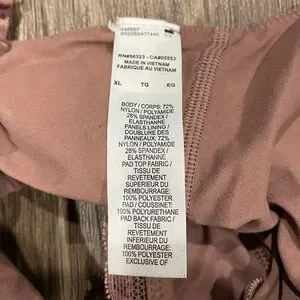 RN#56323 - CA#05553
MADE IN VIETNAM
FABRIQUE AU VIETNAM
XL TG EG
BODY / CORPS: 72%
NYLON / POLYAMIDE
28% SPANDEX /
ELASTHANNE
PANELS LINING /
DOUBLURE DES
PANNEAUX: 72%
NYLON / POLYAMIDE
28% SPANDEX /
ELASTHANNE
PAD TOP FABRIC /
TISSU DE
REVETEMENT
SUPERIEUR DU
REMBOURRAGE:
100% POLYESTER
PAD / COUSSINET:
100% POLYURETHANE
PAD BACK FABRIC /
TISSU DE
REVETEMENT
DU REMBOURRAGE:
100% POLYESTER
EXCLUSIVE OF